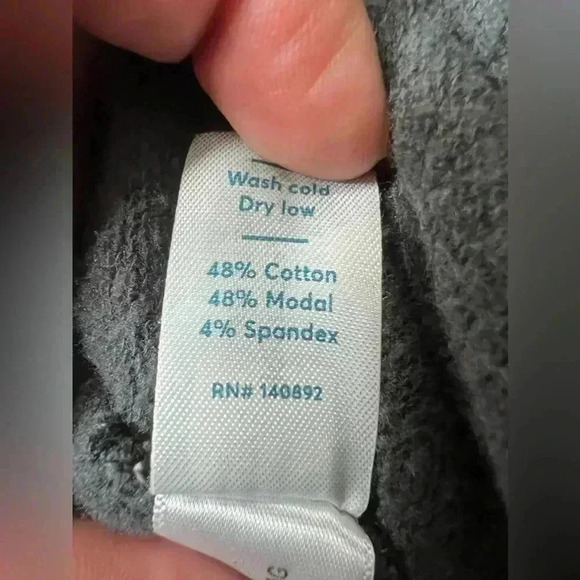 Wash cold
Dry low
48% Cotton
48% Modal
4% Spandex
RN# 140892
G